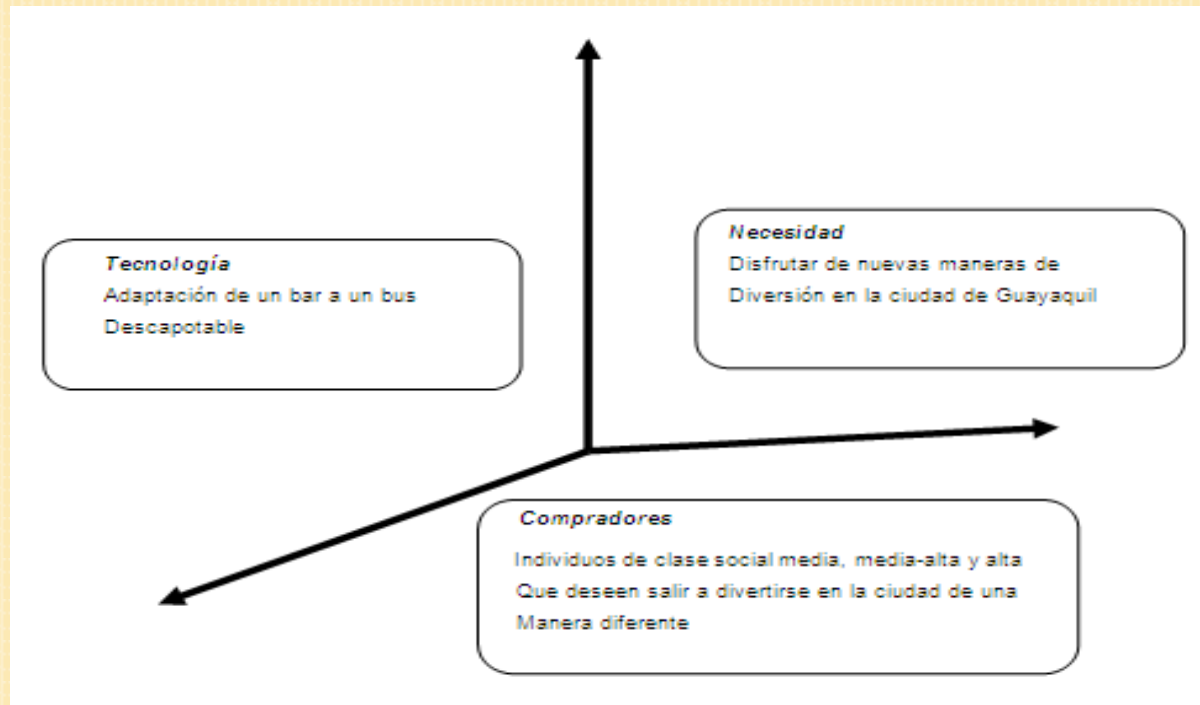 Tecnología
Adaptación de un bar a un bus
Descapotable
Necesidad
Disfrutar de nuevas maneras de
Diversión en la ciudad de Guayaquil
Compradores
Individuos de clase social media, media-alta y alta
Que deseen salir a divertirse en la ciudad de una
Manera diferente